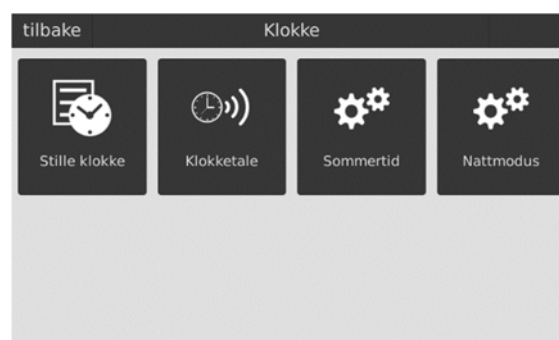 tilbake
Klokke
Stille klokke
Klokketale
Sommertid
Nattmodus